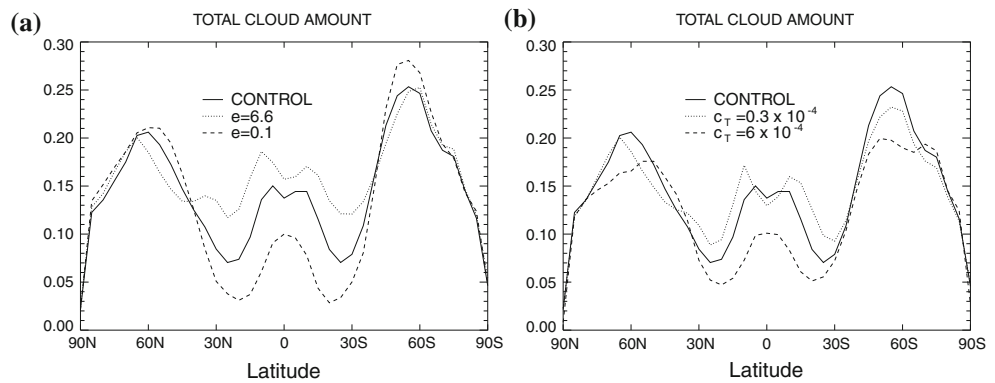 (a)
TOTAL CLOUD AMOUNT
0.30
0.25
0.20
0.15
0.10
0.05
0.00
CONTROL
e=6.6
e=0.1
90N 60N 30N 0 30S 60S 90S
Latitude
(b)
TOTAL CLOUD AMOUNT
0.30
0.25
0.20
0.15
0.10
0.05
0.00
CONTROL
c_T =0.3 x 10^-4
c_T =6 x 10^-4
90N 60N 30N 0 30S 60S 90S
Latitude